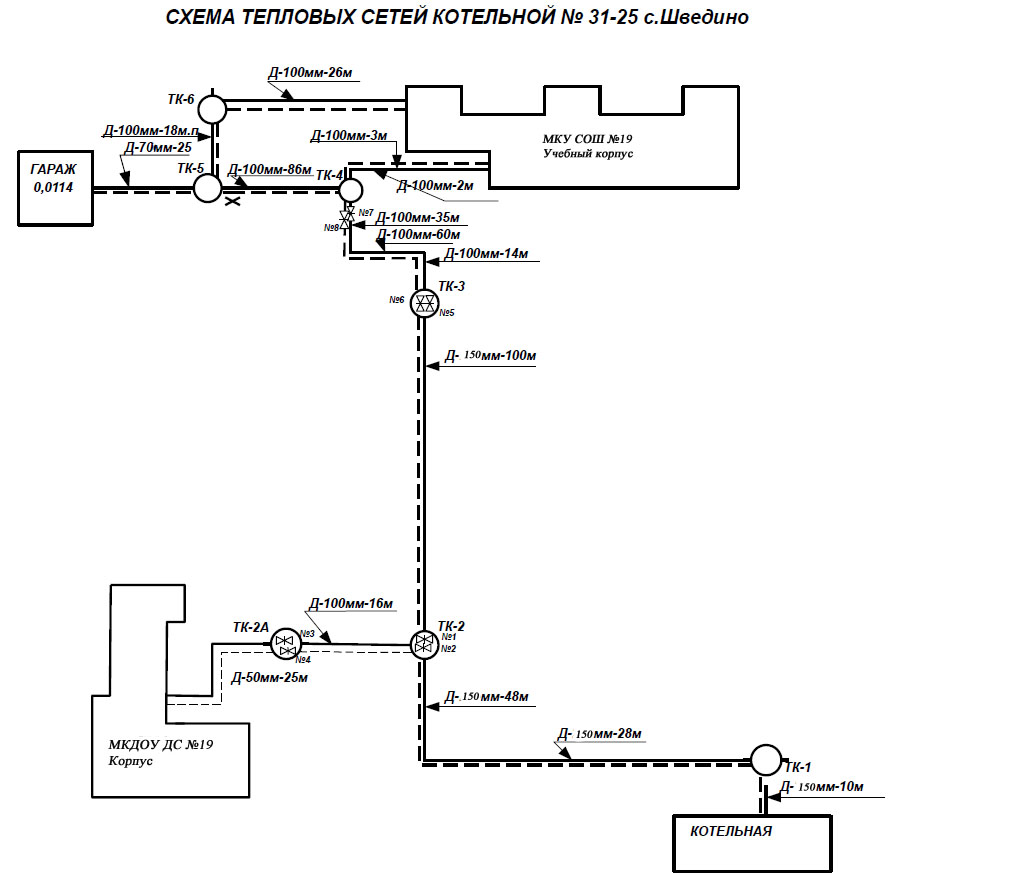 СХЕМА ТЕПЛОВЫХ СЕТЕЙ КОТЕЛЬНОЙ № 31-25 с.Шведино
Д-100мм-26м
ТК-6
Д-100мм-18м.п
Д-70мм-25
Д-100мм-3м
МКУ СОШ №19
Учебный корпус
ГАРАЖ
0,0114
ТК-5
Д-100мм-86м
ТК-4
Д-100мм-2м
№7
№8
Д-100мм-35м
Д-100мм-60м
Д-100мм-14м
ТК-3
№6
№5
Д- 150мм-100м
Д-100мм-16м
ТК-2А
№3
№4
ТК-2
№1
№2
Д-50мм-25м
Д-.150мм-48м
МКДОУ ДС №19
Корпус
Д- 150мм-28м
ТК-1
Д- 150мм-10м
КОТЕЛЬНАЯ